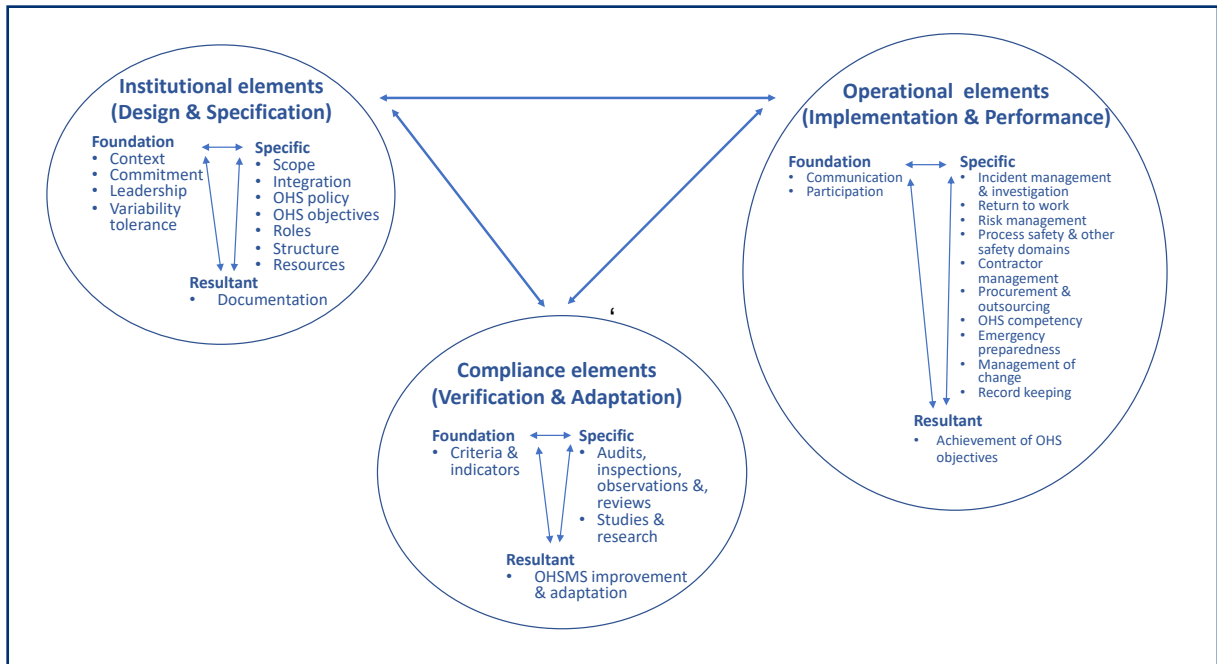 Institutional elements
(Design & Specification)
Foundation
• Context
• Commitment
• Leadership
• Variability
tolerance
Specific
• Scope
• Integration
• OHS policy
• OHS objectives
• Roles
• Structure
• Resources
Resultant
• Documentation
Operational elements
(Implementation & Performance)
Foundation
• Communication
• Participation
Specific
• Incident management
& investigation
• Return to work
• Risk management
• Process safety & other
safety domains
• Contractor
management
• Procurement &
outsourcing
• OHS competency
• Emergency
preparedness
• Management of
change
• Record keeping
Resultant
• Achievement of OHS
objectives
‘
Compliance elements
(Verification & Adaptation)
Foundation
• Criteria &
indicators
Specific
• Audits,
inspections,
observations &,
reviews
• Studies &
research
Resultant
• OHSMS improvement
& adaptation